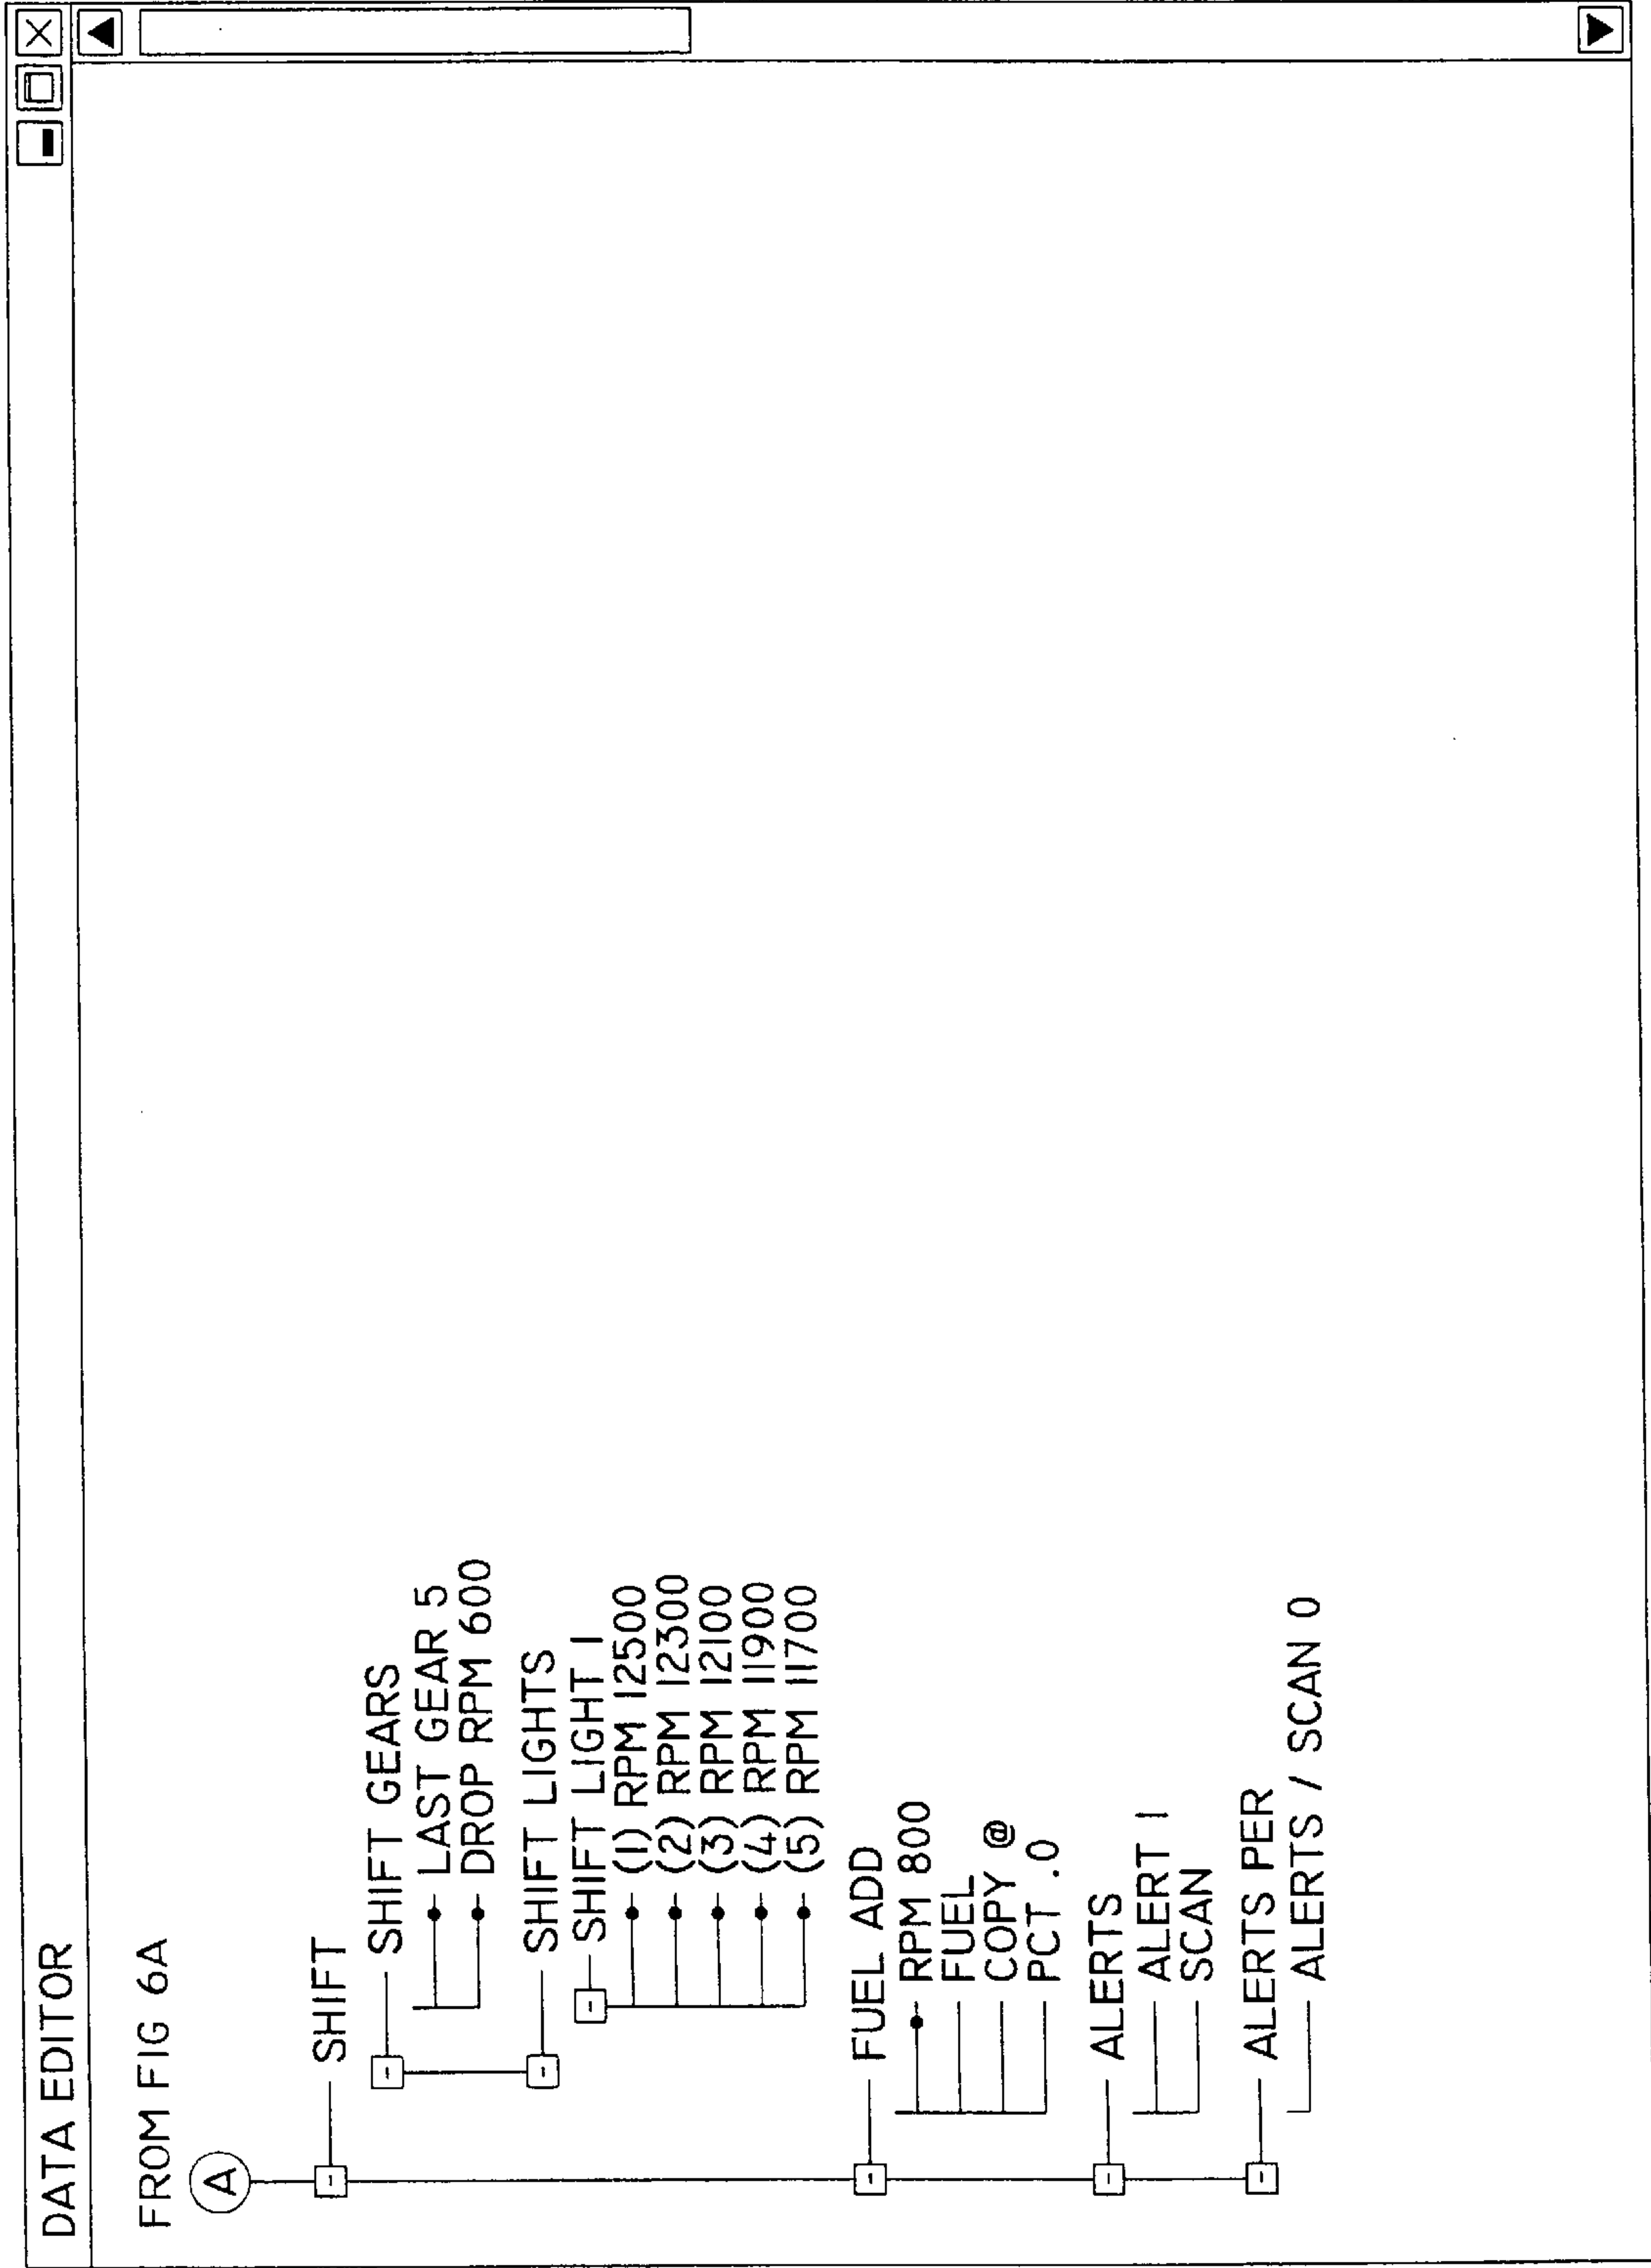 DATA EDITOR
FROM FIG 6A
A
SHIFT
SHIFT GEARS
LAST GEAR 5
DROP RPM 600
SHIFT LIGHTS
SHIFT LIGHT 1
(1) RPM 12500
(2) RPM 12300
(3) RPM 12100
(4) RPM 11900
(5) RPM 11700
FUEL ADD
RPM 800
FUEL
COPY @
PCT .0
ALERTS
ALERT 1
SCAN
ALERTS PER
ALERTS / SCAN 0